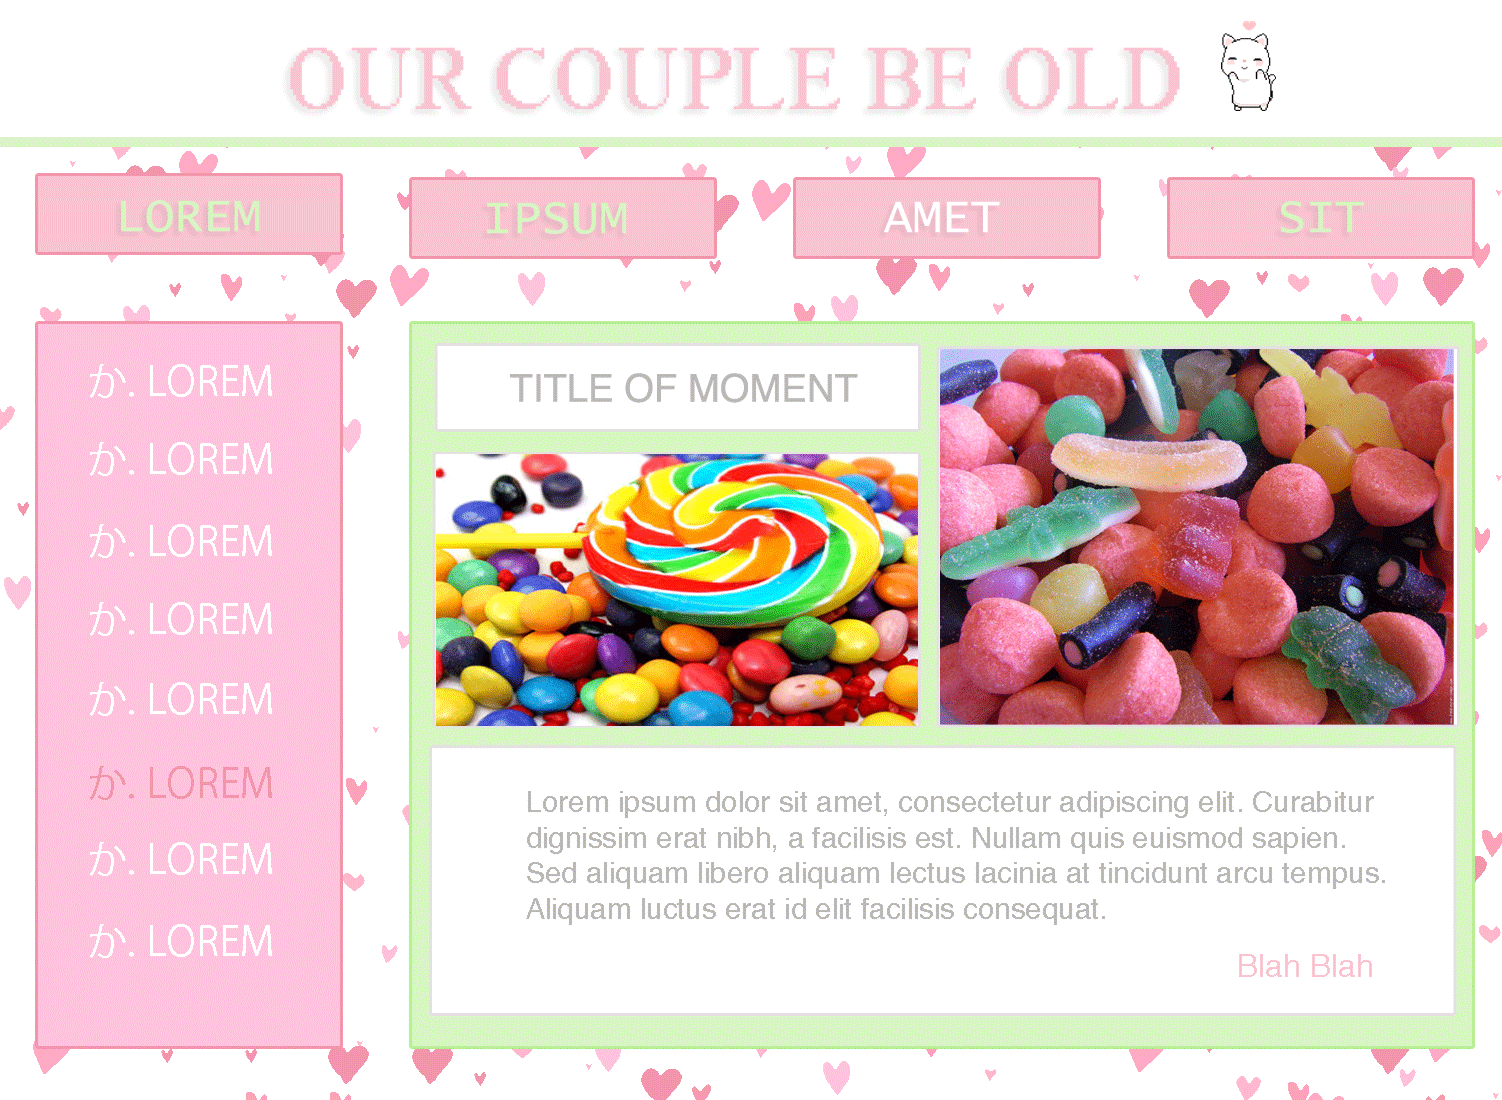 OUR COUPLE BE OLD
LOREM
IPSUM
AMET
SIT
か. LOREM
か. LOREM
か. LOREM
か. LOREM
か. LOREM
か. LOREM
か. LOREM
か. LOREM
TITLE OF MOMENT
Lorem ipsum dolor sit amet, consectetur adipiscing elit. Curabitur
dignissim erat nibh, a facilisis est. Nullam quis euismod sapien.
Sed aliquam libero aliquam lectus lacinia at tincidunt arcu tempus.
Aliquam luctus erat id elit facilisis consequat.
Blah Blah